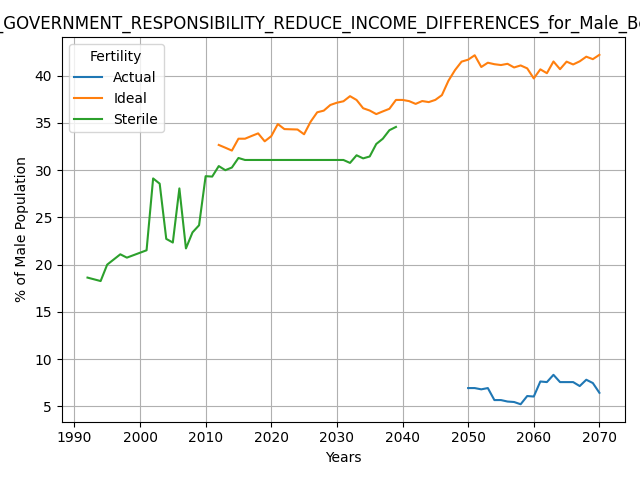 _GOVERNMENT_RESPONSIBILITY_REDUCE_INCOME_DIFFERENCES_for_Male_B
Fertility
Actual
Ideal
Sterile
% of Male Population
40
35
30
25
20
15
10
5
1990 2000 2010 2020 2030 2040 2050 2060 2070
Years